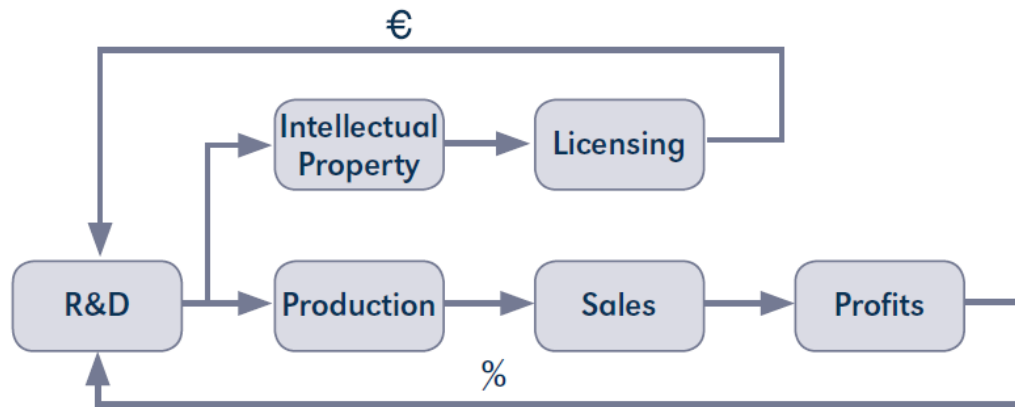 €
Intellectual
Property
Licensing
R&D
Production
Sales
Profits
%